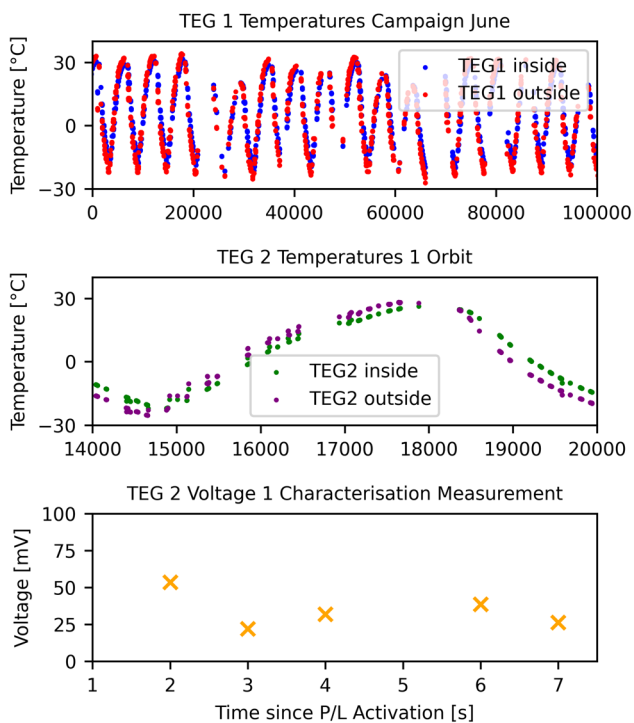 TEG 1 Temperatures Campaign June
Temperature [°C]
30
0
−30
TEG1 inside
TEG1 outside
0 20000 40000 60000 80000 100000
TEG 2 Temperatures 1 Orbit
Temperature [°C]
30
0
−30
TEG2 inside
TEG2 outside
14000 15000 16000 17000 18000 19000 20000
TEG 2 Voltage 1 Characterisation Measurement
Voltage [mV]
100
75
50
25
0
1 2 3 4 5 6 7
Time since P/L Activation [s]